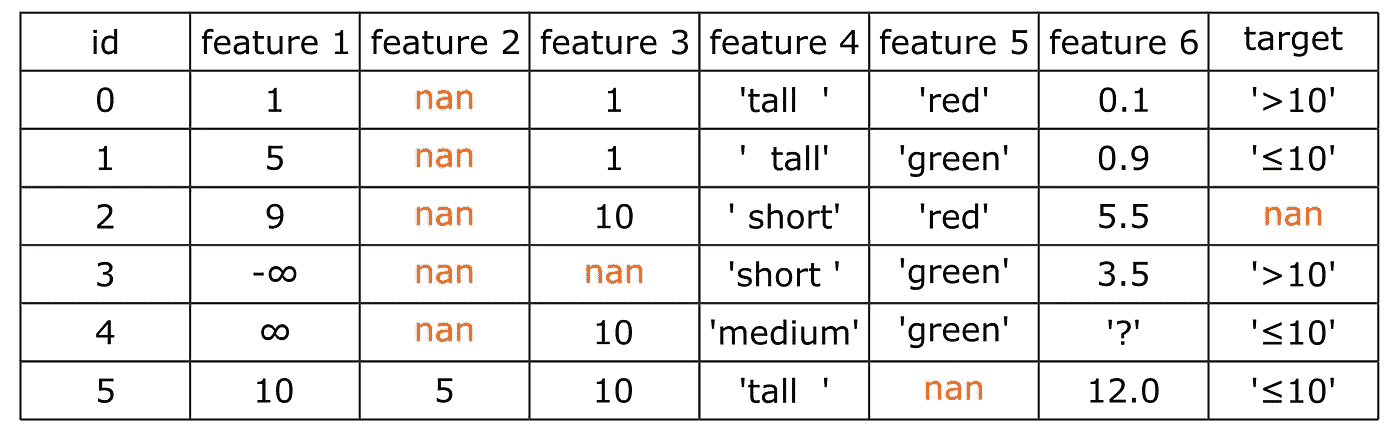 id feature 1 feature 2 feature 3 feature 4 feature 5 feature 6 target
0 1 nan 1 'tall  ' 'red' 0.1 '>10'
1 5 nan 1 '  tall' 'green' 0.9 '≤10'
2 9 nan 10 ' short' 'red' 5.5 nan
3 -∞ nan nan 'short ' 'green' 3.5 '>10'
4 ∞ nan 10 'medium' 'green' '?' '≤10'
5 10 5 10 'tall  ' nan 12.0 '≤10'